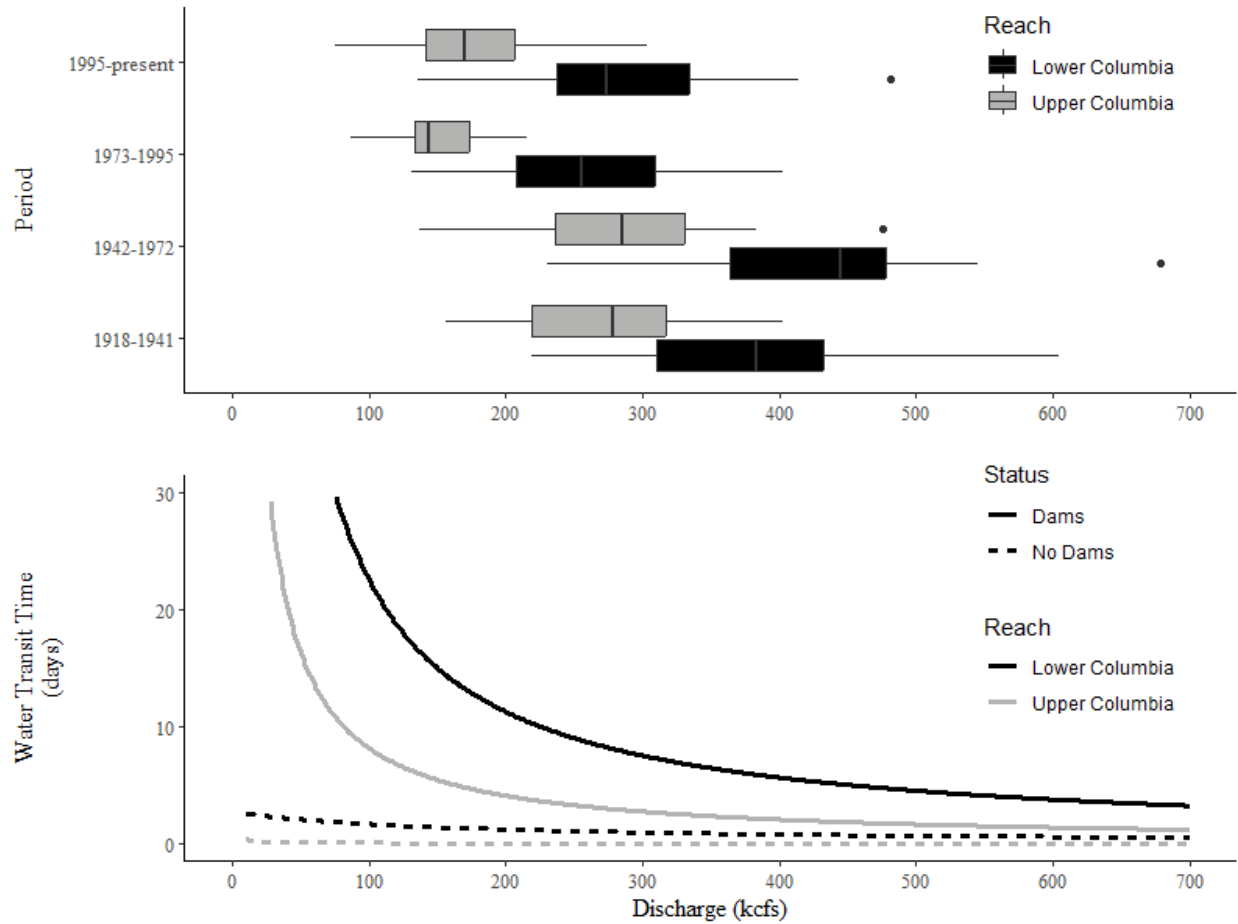 Reach
Lower Columbia
Upper Columbia
Period
1995-present
1973-1995
1942-1972
1918-1941
0 100 200 300 400 500 600 700
Status
Dams
No Dams
Reach
Lower Columbia
Upper Columbia
Water Transit Time
(days)
30
20
10
0
0 100 200 300 400 500 600 700
Discharge (kcfs)